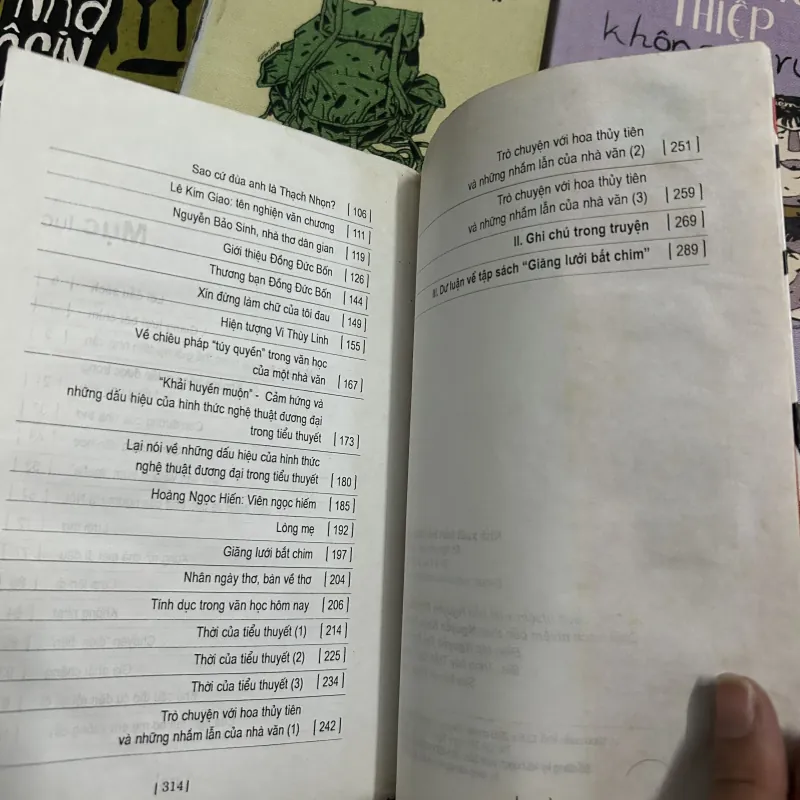 Nhà
THIỆP
không
Sao cứ đùa anh là Thạch Nhọn? | 106 |
Lê Kim Giao: tên nghiện văn chương | 111 |
Nguyễn Bảo Sinh, nhà thơ dân gian | 119 |
Giới thiệu Đồng Đức Bốn | 126 |
Thương bạn Đồng Đức Bốn | 144 |
Xin đừng làm chữ của tôi đau | 149 |
Hiện tượng Vi Thùy Linh | 155 |
Về chiêu pháp "túy quyền" trong văn học
của một nhà văn | 167 |
"Khải huyền muộn" - Cảm hứng và
những dấu hiệu của hình thức nghệ thuật đương đại
trong tiểu thuyết | 173 |
Lại nói về những dấu hiệu của hình thức
nghệ thuật đương đại trong tiểu thuyết | 180 |
Hoàng Ngọc Hiến: Viên ngọc hiếm | 185 |
Lòng mẹ | 192 |
Giăng lưới bắt chim | 197 |
Nhân ngày thơ, bàn về thơ | 204 |
Tính dục trong văn học hôm nay | 206 |
Thời của tiểu thuyết (1) | 214 |
Thời của tiểu thuyết (2) | 225 |
Thời của tiểu thuyết (3) | 234 |
Trò chuyện với hoa thủy tiên
và những nhầm lẫn của nhà văn (1) | 242 |
| 314 |
Trò chuyện với hoa thủy tiên
và những nhầm lẫn của nhà văn (2) | 251 |
Trò chuyện với hoa thủy tiên
và những nhầm lẫn của nhà văn (3) | 259 |
II. Ghi chú trong truyện | 269 |
Dư luận về tập sách "Giăng lưới bắt chim" | 289 |